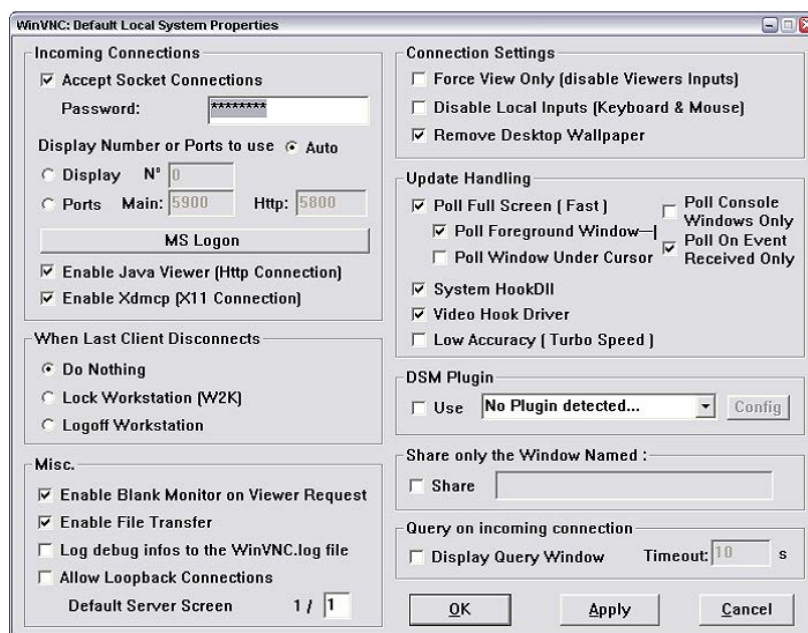 WinVNC: Default Local System Properties
Incoming Connections
Accept Socket Connections
Password: ********
Display Number or Ports to use Auto
Display N° 0
Ports Main: 5900 Http: 5800
MS Logon
Enable Java Viewer (Http Connection)
Enable Xdmcp (X11 Connection)
When Last Client Disconnects
Do Nothing
Lock Workstation (W2K)
Logoff Workstation
Misc.
Enable Blank Monitor on Viewer Request
Enable File Transfer
Log debug infos to the WinVNC.log file
Allow Loopback Connections
Default Server Screen 1 / 1
Connection Settings
Force View Only (disable Viewers Inputs)
Disable Local Inputs (Keyboard & Mouse)
Remove Desktop Wallpaper
Update Handling
Poll Full Screen ( Fast )
Poll Foreground Window
Poll Window Under Cursor
Poll Console
Windows Only
Poll On Event
Received Only
System HookDll
Video Hook Driver
Low Accuracy ( Turbo Speed )
DSM Plugin
Use No Plugin detected... Config
Share only the Window Named :
Share
Query on incoming connection
Display Query Window Timeout: 10 s
OK Apply Cancel